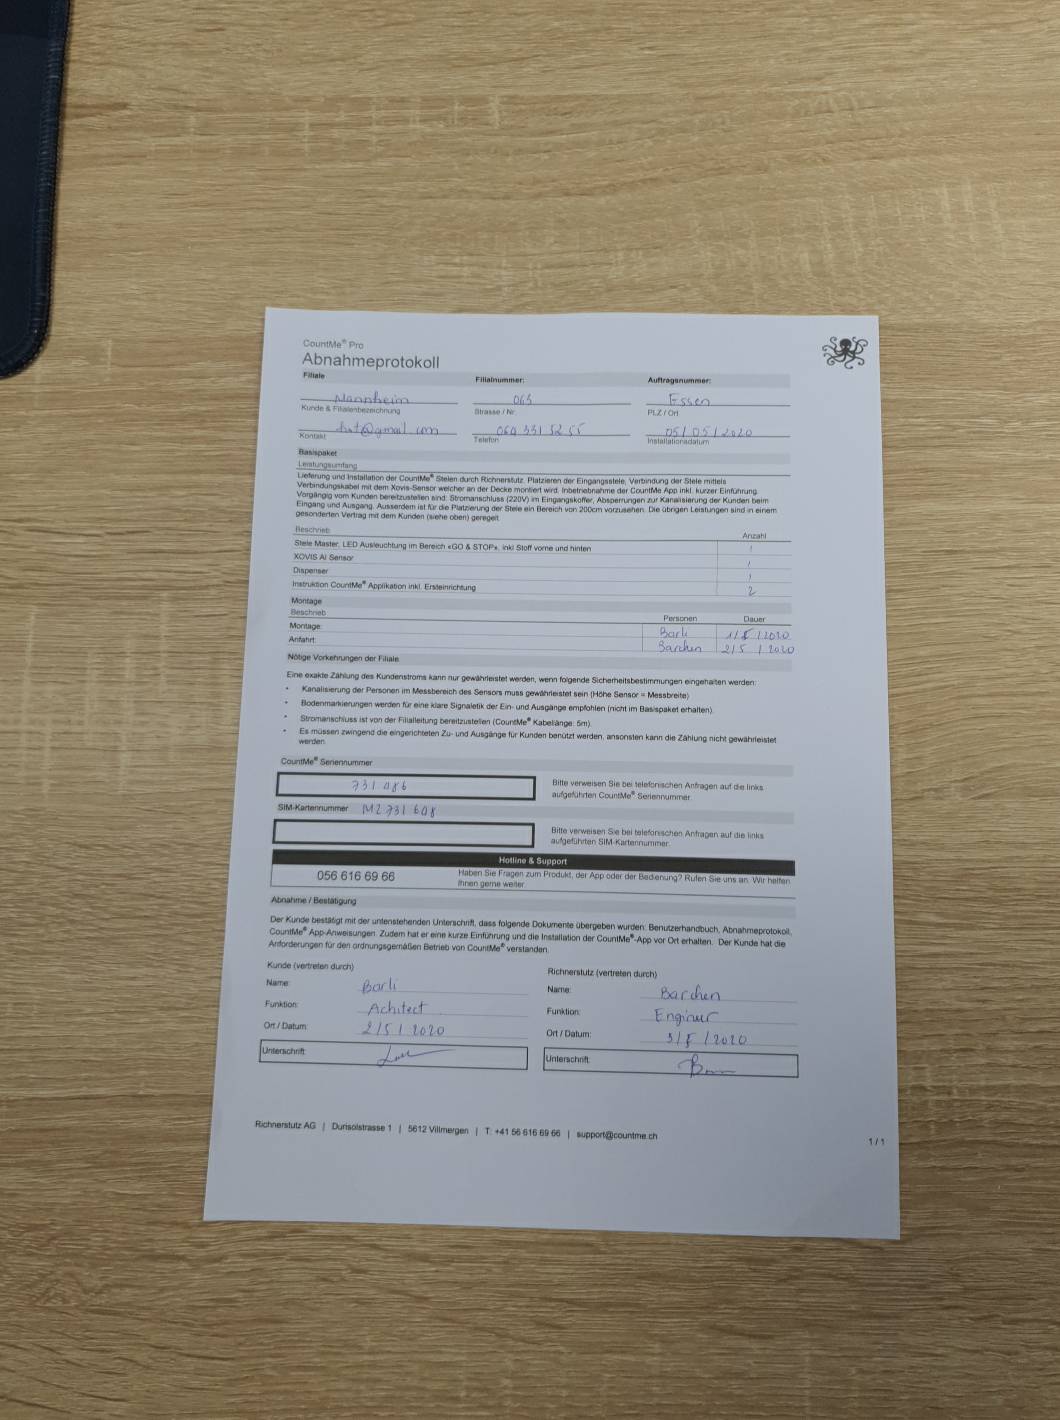 CountMe® Pro
Abnahmeprotokoll
Filiale Filialnummer: Auftragsnummer:
Mannheim 065 Essen
Kunde & Filialenbezeichnung Strasse / Nr. PLZ / Ort
@gmail.com 05/05/2020
Kontakt Telefon Installationsdatum
Basispaket
Leistungsumfang
Lieferung und Installation der CountMe® Stelen durch Richnerstutz. Platzieren der Eingangsstele, Verbindung der Stele mittels
Verbindungskabel mit dem Xovis-Sensor welcher an der Decke montiert wird. Inbetriebnahme der CountMe App inkl. kurzer Einführung.
Vorgängig vom Kunden bereitzustellen sind: Stromanschluss (220V) im Eingangskoffer, Absperrungen zur Kanalisierung der Kunden beim
Eingang und Ausgang. Ausserdem ist für die Platzierung der Stele ein Bereich von 200cm vorzusehen. Die übrigen Leistungen sind in einem
gesonderten Vertrag mit dem Kunden (siehe oben) geregelt.
Beschrieb Anzahl
Stele Master, LED Ausleuchtung im Bereich «GO & STOP», inkl Stoff vorne und hinten 1
XOVIS AI Sensor 1
Dispenser 1
Instruktion CountMe® Applikation inkl. Ersteinrichtung 2
Montage
Beschrieb Personen Dauer
Montage: Barli 1/5/2020
Anfahrt: Barchen 2/5/2020
Nötige Vorkehrungen der Filiale
Eine exakte Zählung des Kundenstroms kann nur gewährleistet werden, wenn folgende Sicherheitsbestimmungen eingehalten werden:
• Kanalisierung der Personen im Messbereich des Sensors muss gewährleistet sein (Höhe Sensor = Messbreite)
• Bodenmarkierungen werden für eine klare Signaletik der Ein- und Ausgänge empfohlen (nicht im Basispaket erhalten).
• Stromanschluss ist von der Filialleitung bereitzustellen (CountMe® Kabellänge: 5m).
• Es müssen zwingend die eingerichteten Zu- und Ausgänge für Kunden benützt werden, ansonsten kann die Zählung nicht gewährleistet
werden.
CountMe® Seriennummer
731 086 Bitte verweisen Sie bei telefonischen Anfragen auf die links
aufgeführten CountMe® Seriennummer.
SIM-Kartennummer M2 731 608
Bitte verweisen Sie bei telefonischen Anfragen auf die links
aufgeführten SIM-Kartennummer.
Hotline & Support
056 616 69 66 Haben Sie Fragen zum Produkt, der App oder der Bedienung? Rufen Sie uns an. Wir helfen
Ihnen gerne weiter.
Abnahme / Bestätigung
Der Kunde bestätigt mit der untenstehenden Unterschrift, dass folgende Dokumente übergeben wurden: Benutzerhandbuch, Abnahmeprotokoll,
CountMe® App-Anweisungen. Zudem hat er eine kurze Einführung und die Installation der CountMe®-App vor Ort erhalten. Der Kunde hat die
Anforderungen für den ordnungsgemäßen Betrieb von CountMe® verstanden.
Kunde (vertreten durch) Richnerstutz (vertreten durch)
Name: Barli Name: Barchen
Funktion: Achitect Funktion: Enginur
Ort / Datum: 2/5/2020 Ort / Datum: 3/5/2020
Unterschrift: Unterschrift:
Richnerstutz AG | Durisolstrasse 1 | 5612 Villmergen | T: +41 56 616 69 66 | support@countme.ch
1 / 1